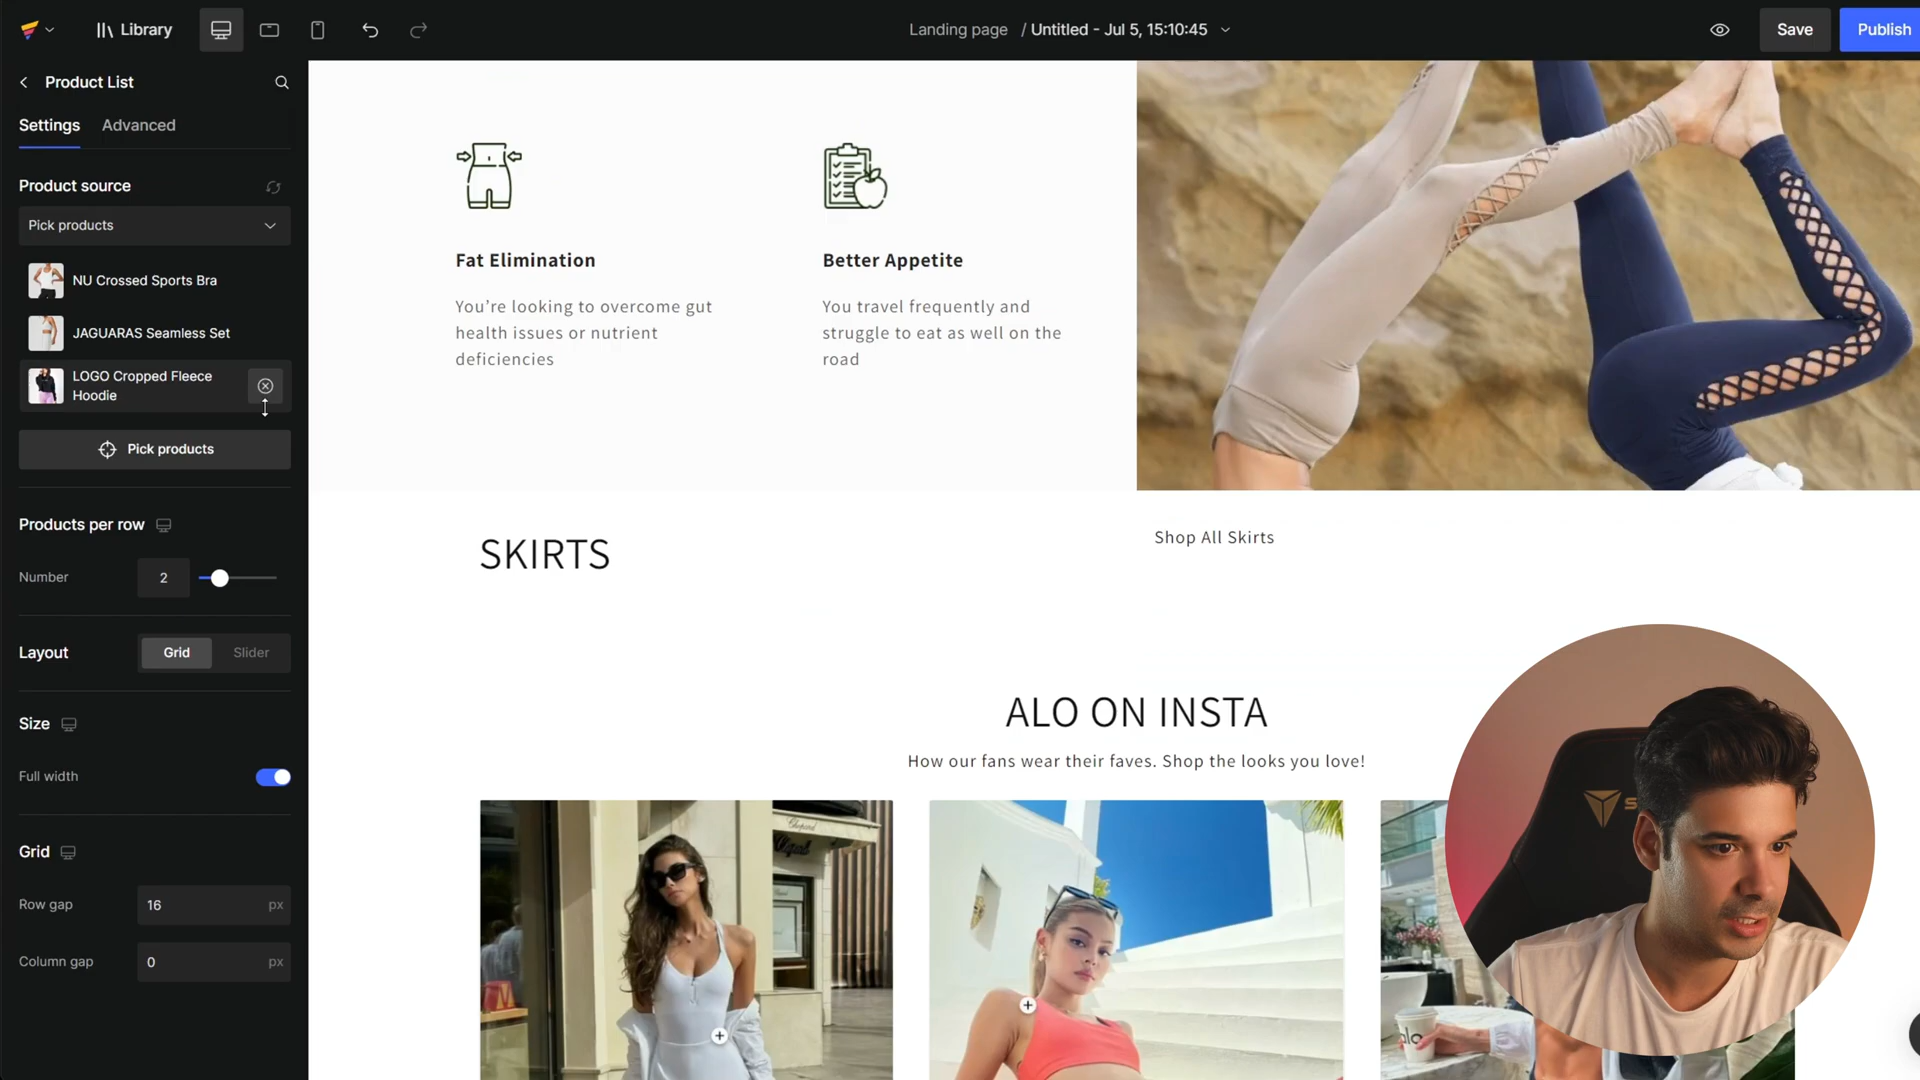 Library
Landing page / Untitled - Jul 5, 15:10:45
Save
Publish
Product List
Settings
Advanced
Product source
Pick products
NU Crossed Sports Bra
JAGUARAS Seamless Set
LOGO Cropped Fleece
Hoodie
Pick products
Products per row
Number
2
Layout
Grid
Slider
Size
Full width
Grid
Row gap
16
px
Column gap
0
px
Fat Elimination
You’re looking to overcome gut
health issues or nutrient
deficiencies
Better Appetite
You travel frequently and
struggle to eat as well on the
road
SKIRTS
Shop All Skirts
ALO ON INSTA
How our fans wear their faves. Shop the looks you love!
Chopard
alo